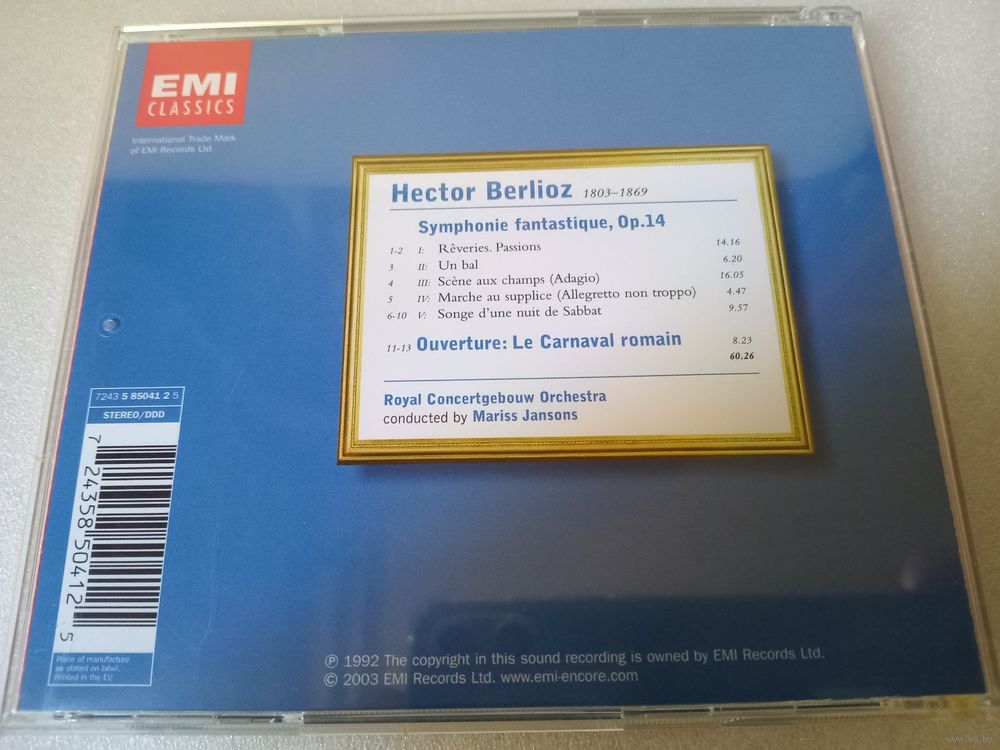 EMI
CLASSICS
International Trade Mark
of EMI Records Ltd.
Hector Berlioz 1803–1869
Symphonie fantastique, Op.14
1-2 I: Rêveries. Passions 14.16
3 II: Un bal 6.20
4 III: Scène aux champs (Adagio) 16.05
5 IV: Marche au supplice (Allegretto non troppo) 4.47
6-10 V: Songe d'une nuit de Sabbat 9.57
11-13 Ouverture: Le Carnaval romain 8.23
60.26
Royal Concertgebouw Orchestra
conducted by Mariss Jansons
7243 5 85041 2 5
STEREO/DDD
7 24358 50412 5
Place of manufacture
as stated on label.
Printed in the EU
℗ 1992 The copyright in this sound recording is owned by EMI Records Ltd.
© 2003 EMI Records Ltd. www.emi-encore.com
www.ay.by